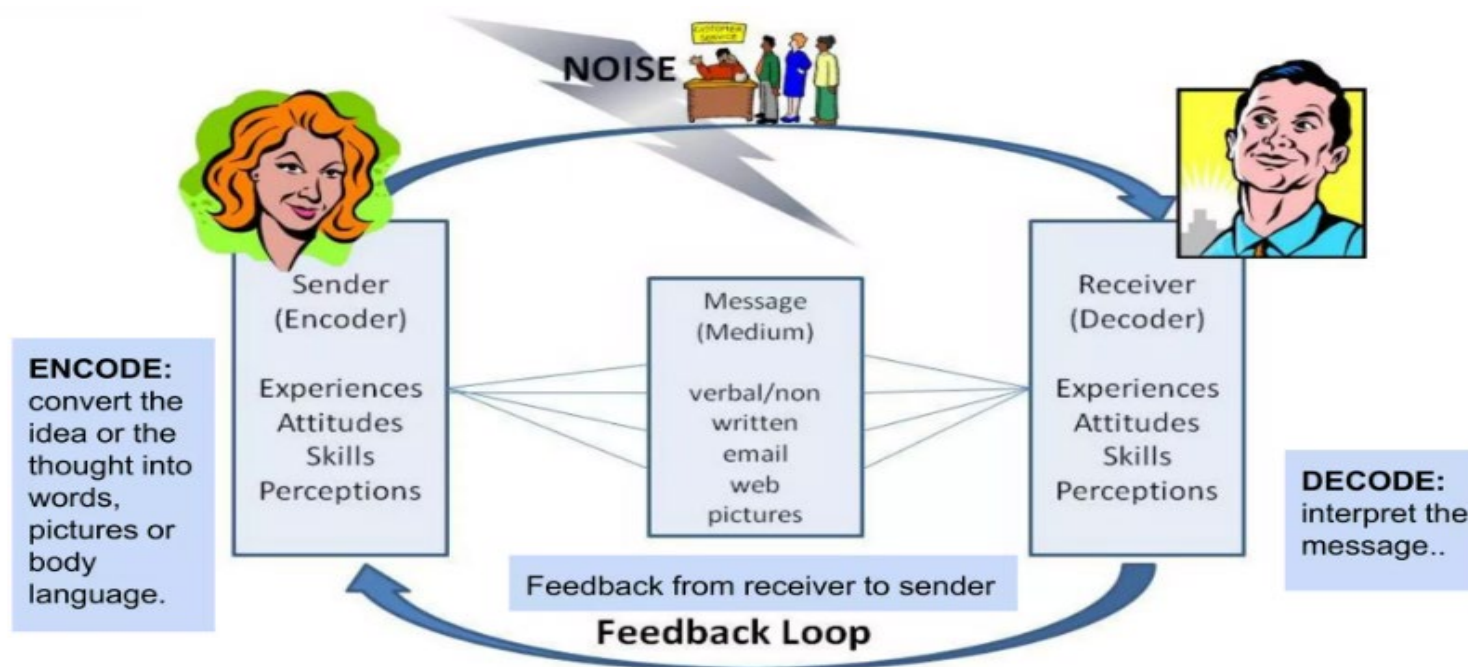 CUSTOMER
SERVICE
NOISE
Sender
(Encoder)
Experiences
Attitudes
Skills
Perceptions
ENCODE:
convert the
idea or the
thought into
words,
pictures or
body
language.
Message
(Medium)
verbal/non
written
email
web
pictures
Receiver
(Decoder)
Experiences
Attitudes
Skills
Perceptions
DECODE:
interpret the
message..
Feedback from receiver to sender
Feedback Loop